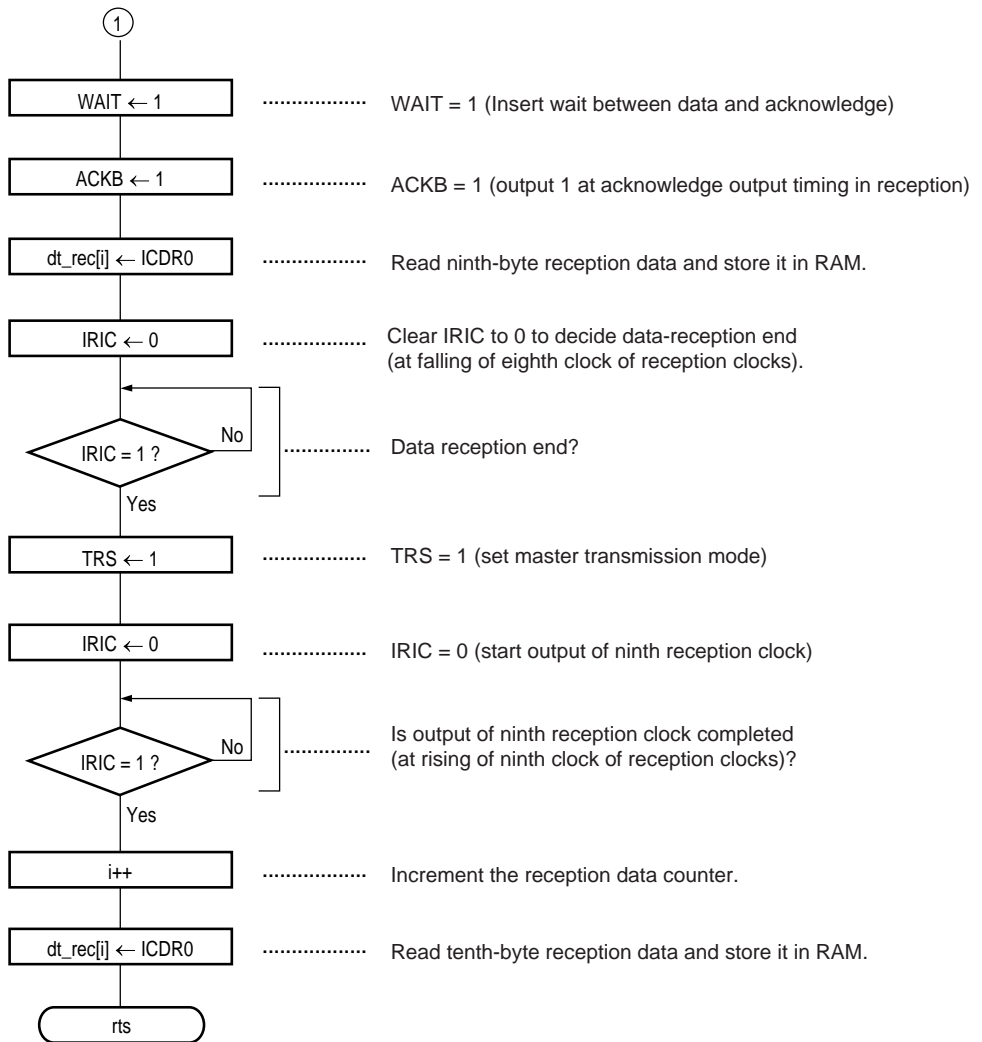 1
WAIT ← 1
WAIT = 1 (Insert wait between data and acknowledge)
ACKB ← 1
ACKB = 1 (output 1 at acknowledge output timing in reception)
dt_rec[i] ← ICDR0
Read ninth-byte reception data and store it in RAM.
IRIC ← 0
Clear IRIC to 0 to decide data-reception end
(at falling of eighth clock of reception clocks).
IRIC = 1 ?
No
Data reception end?
Yes
TRS ← 1
TRS = 1 (set master transmission mode)
IRIC ← 0
IRIC = 0 (start output of ninth reception clock)
IRIC = 1 ?
No
Is output of ninth reception clock completed
(at rising of ninth clock of reception clocks)?
Yes
i++
Increment the reception data counter.
dt_rec[i] ← ICDR0
Read tenth-byte reception data and store it in RAM.
rts